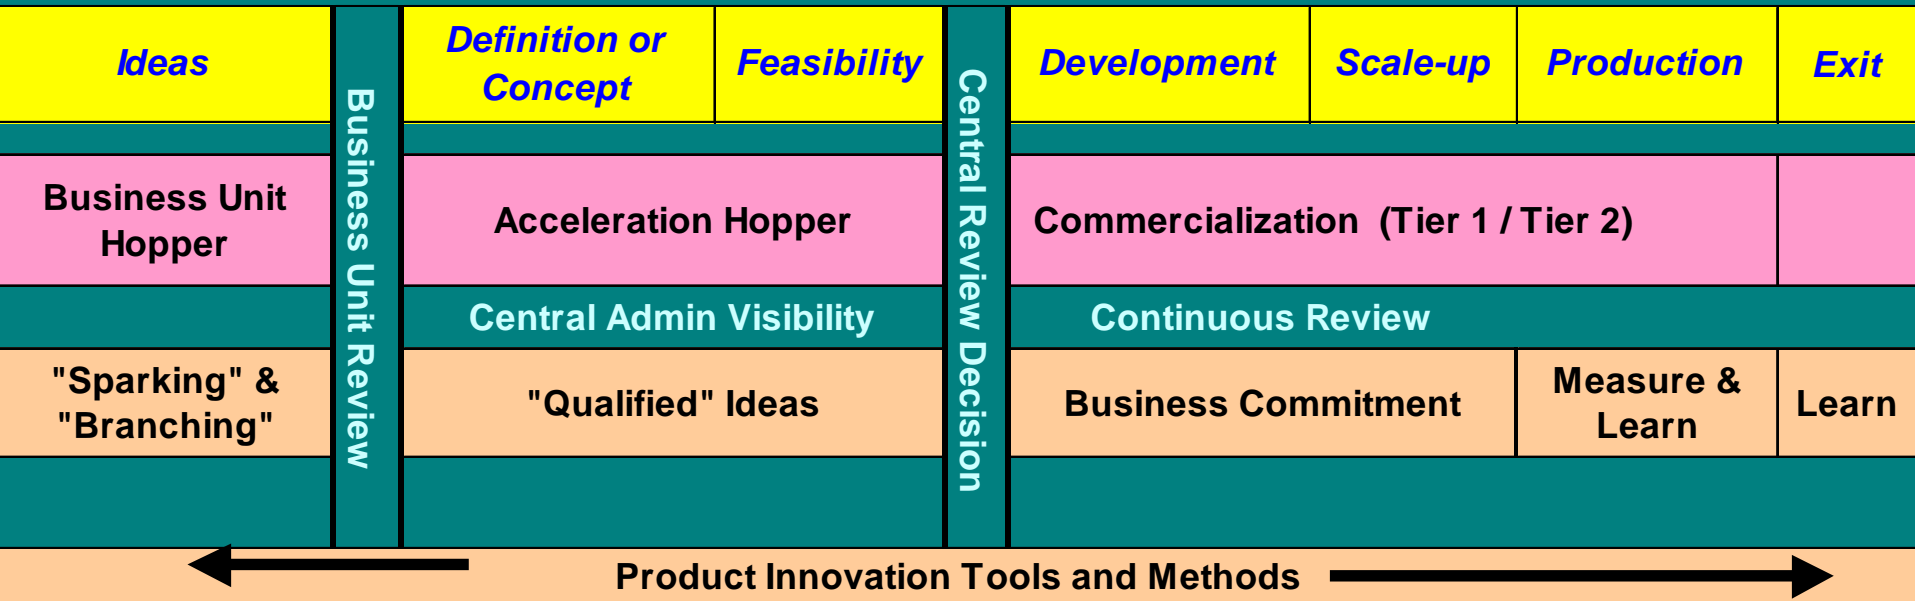 Ideas
Definition or
Concept
Feasibility
Development
Scale-up
Production
Exit
Business Unit Review
Central Review Decision
Business Unit
Hopper
Acceleration Hopper
Commercialization (Tier 1 / Tier 2)
Central Admin Visibility
Continuous Review
"Sparking" &
"Branching"
"Qualified" Ideas
Business Commitment
Measure &
Learn
Learn
Product Innovation Tools and Methods